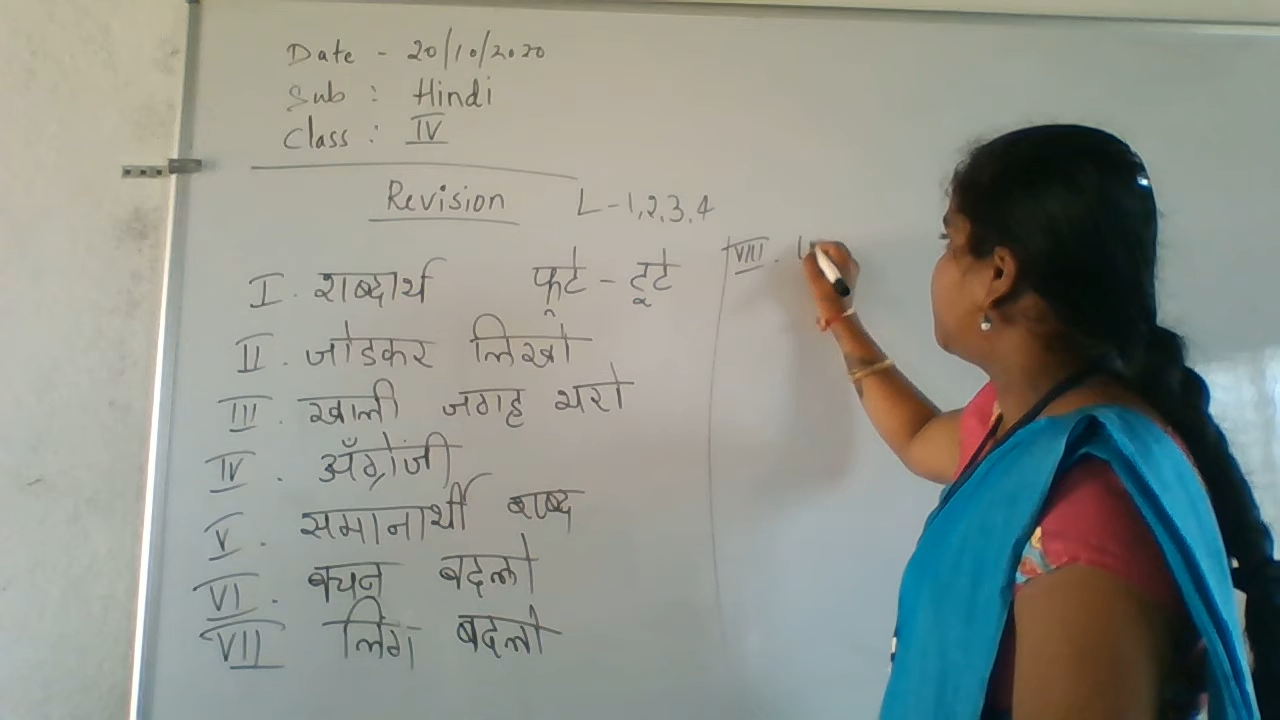 Date - 20/10/2020
Sub : Hindi
Class : IV
Revision L - 1,2,3,4
I. शब्दार्थ फूटे - टूटे
II. जोडकर लिखो
III. खाली जगह भरो
IV. अँग्रेजी
V. समानार्थी शब्द
VI. वचन बदलो
VII लिंग बदलो
VIII.